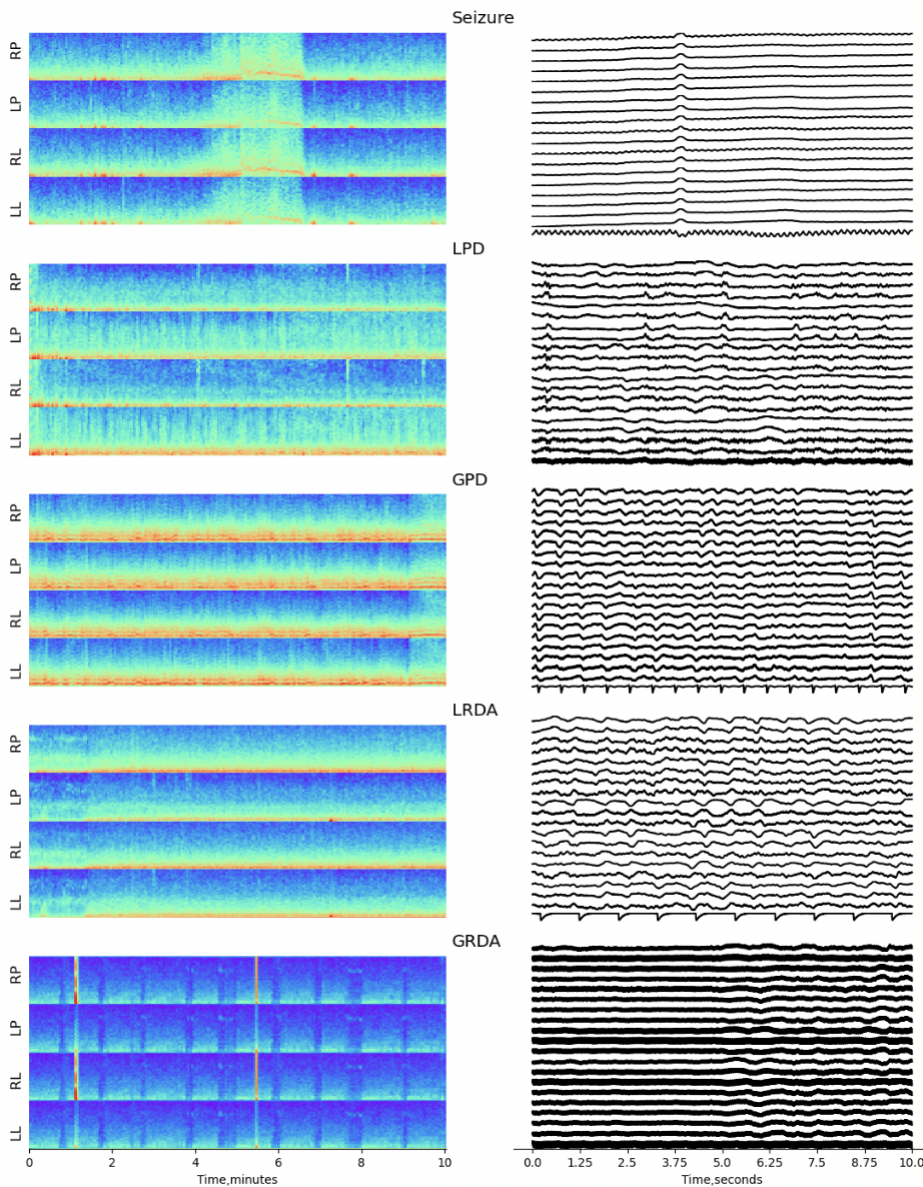 Seizure
RP
LP
RL
LL
LPD
RP
LP
RL
LL
GPD
RP
LP
RL
LL
LRDA
RP
LP
RL
LL
GRDA
RP
LP
RL
LL
0 2 4 6 8 10
Time,minutes
0.0 1.25 2.5 3.75 5.0 6.25 7.5 8.75 10.0
Time,seconds